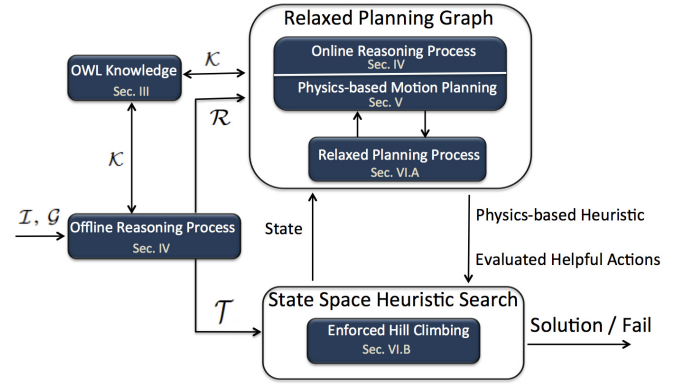 Relaxed Planning Graph
Online Reasoning Process
Sec. IV
Physics-based Motion Planning
Sec. V
Relaxed Planning Process
Sec. VI.A
OWL Knowledge
Sec. III
𝒦
ℛ
𝒦
ℐ, 𝒢
Offline Reasoning Process
Sec. IV
State
Physics-based Heuristic
Evaluated Helpful Actions
𝒯
State Space Heuristic Search
Enforced Hill Climbing
Sec. VI.B
Solution / Fail